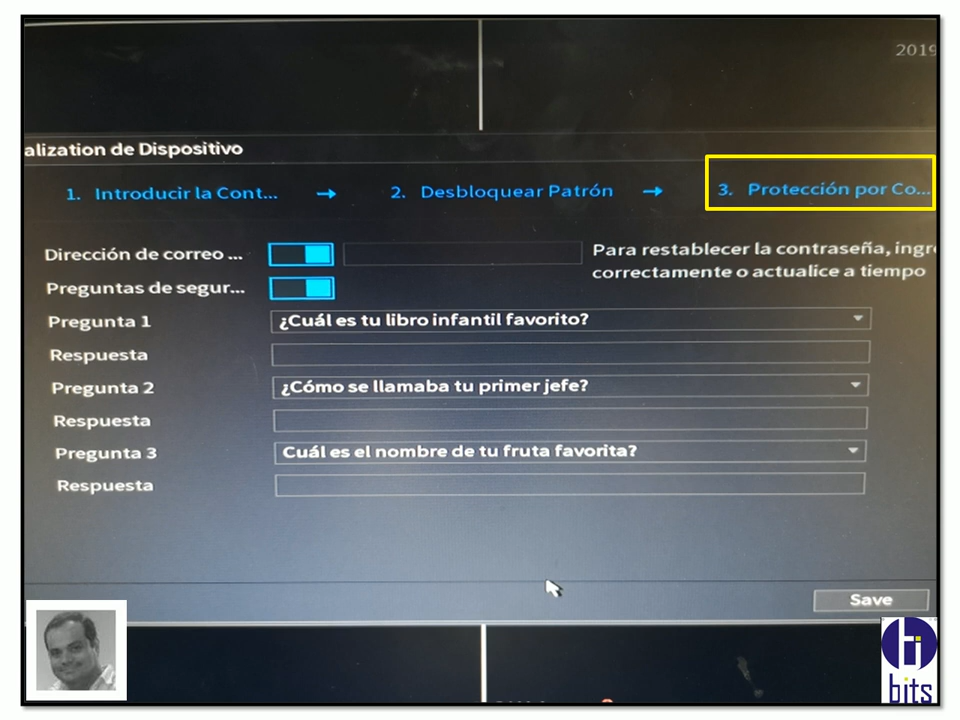 2019
alization de Dispositivo
1. Introducir la Cont... → 2. Desbloquear Patrón → 3. Protección por Co...
Dirección de correo ... Para restablecer la contraseña, ingr
correctamente o actualice a tiempo
Preguntas de segur...
Pregunta 1 ¿Cuál es tu libro infantil favorito?
Respuesta
Pregunta 2 ¿Cómo se llamaba tu primer jefe?
Respuesta
Pregunta 3 Cuál es el nombre de tu fruta favorita?
Respuesta
Save
bits